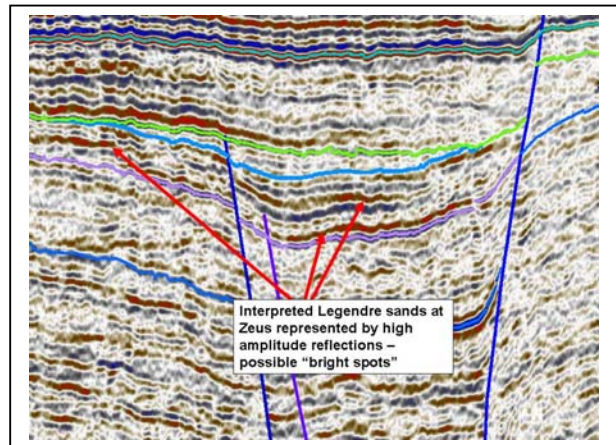 Interpreted Legendre sands at
Zeus represented by high
amplitude reflections –
possible “bright spots”